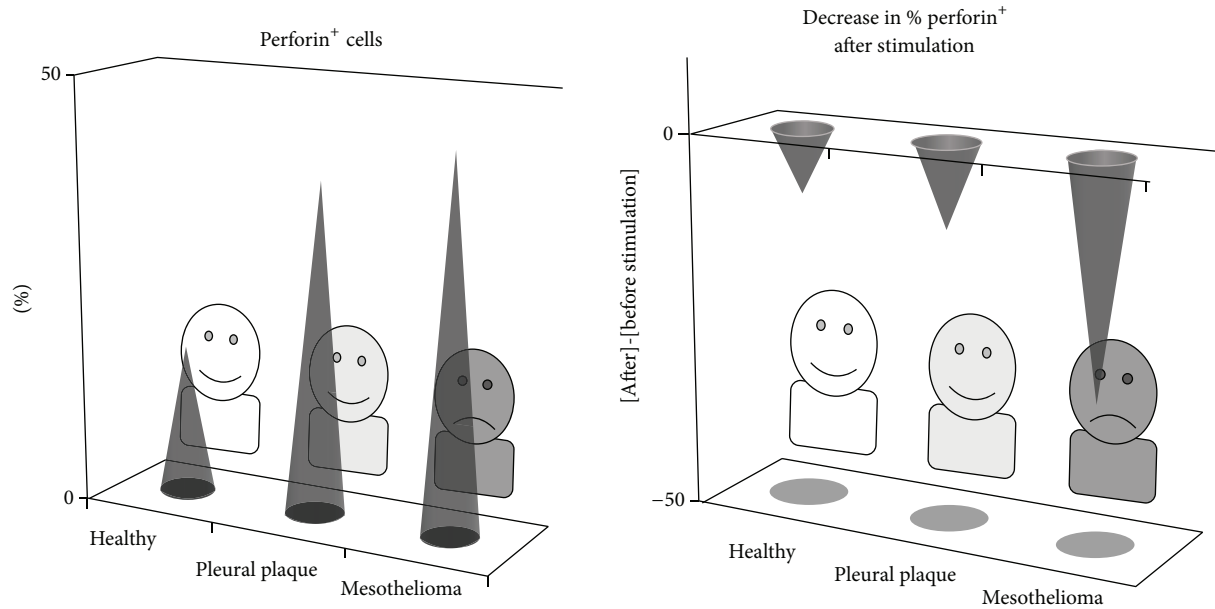 Perforin⁺ cells
50
(%)
0
Healthy
Pleural plaque
Mesothelioma
Decrease in % perforin⁺
after stimulation
0
[After]-[before stimulation]
−50
Healthy
Pleural plaque
Mesothelioma